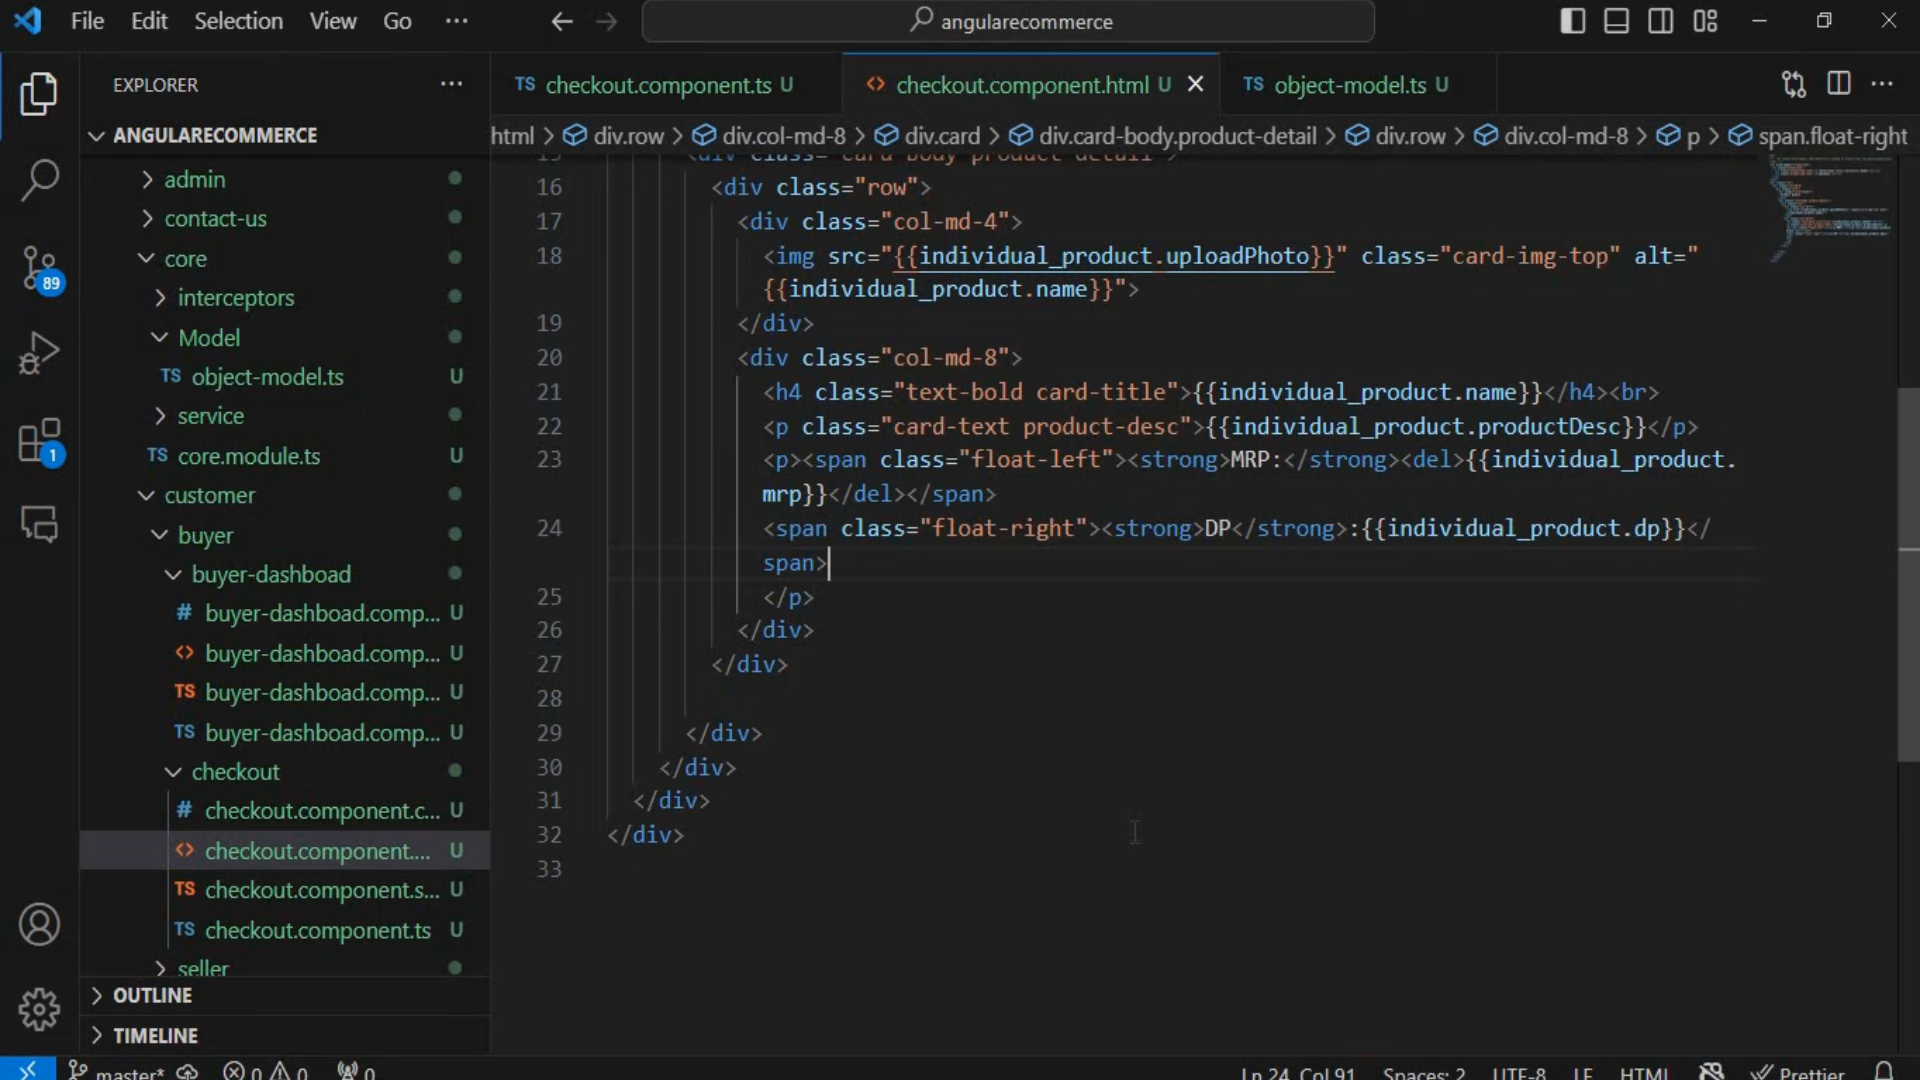 File Edit Selection View Go ···
angularecommerce
EXPLORER ···
TS checkout.component.ts U
<> checkout.component.html U ×
TS object-model.ts U
html > div.row > div.col-md-8 > div.card > div.card-body.product-detail > div.row > div.col-md-8 > p > span.float-right
ANGULARECOMMERCE
admin
contact-us
core
interceptors
Model
TS object-model.ts U
service
TS core.module.ts U
customer
buyer
buyer-dashboad
# buyer-dashboad.comp... U
<> buyer-dashboad.comp... U
TS buyer-dashboad.comp... U
TS buyer-dashboad.comp... U
checkout
# checkout.component.c... U
<> checkout.component.... U
TS checkout.component.s... U
TS checkout.component.ts U
seller
OUTLINE
TIMELINE
89
1
15 <div class="card-body product-detail">
16 <div class="row">
17 <div class="col-md-4">
18 <img src="{{individual_product.uploadPhoto}}" class="card-img-top" alt="
{{individual_product.name}}">
19 </div>
20 <div class="col-md-8">
21 <h4 class="text-bold card-title">{{individual_product.name}}</h4><br>
22 <p class="card-text product-desc">{{individual_product.productDesc}}</p>
23 <p><span class="float-left"><strong>MRP:</strong><del>{{individual_product.
mrp}}</del></span>
24 <span class="float-right"><strong>DP</strong>:{{individual_product.dp}}</
span>
25 </p>
26 </div>
27 </div>
28
29 </div>
30 </div>
31 </div>
32 </div>
33
master* 0 0 0 Ln 24, Col 91 Spaces: 2 UTF-8 LF HTML Prettier